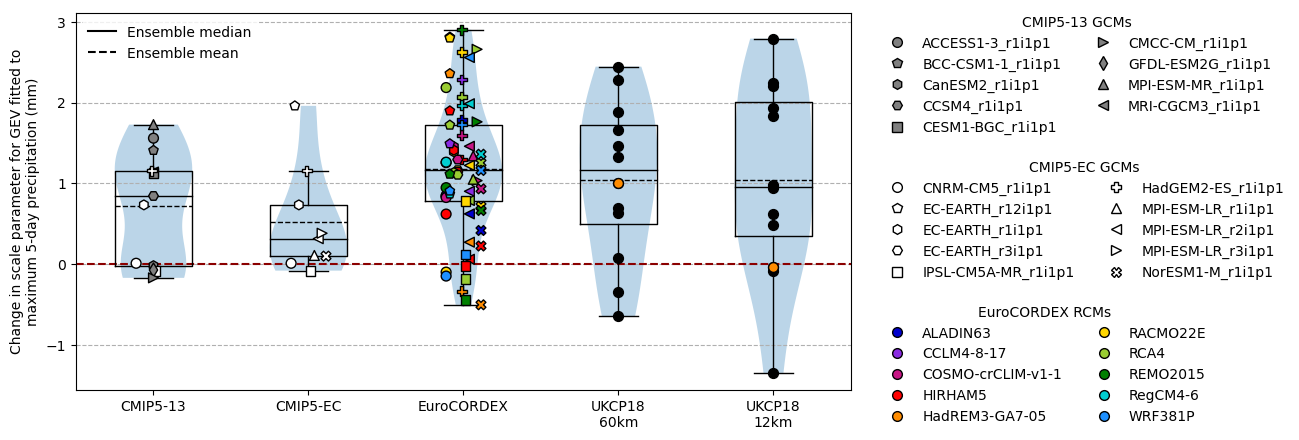 Change in scale parameter for GEV fitted to
maximum 5-day precipitation (mm)
3
2
1
0
−1
Ensemble median
Ensemble mean
CMIP5-13
CMIP5-EC
EuroCORDEX
UKCP18
60km
UKCP18
12km
CMIP5-13 GCMs
ACCESS1-3_r1i1p1
BCC-CSM1-1_r1i1p1
CanESM2_r1i1p1
CCSM4_r1i1p1
CESM1-BGC_r1i1p1
CMCC-CM_r1i1p1
GFDL-ESM2G_r1i1p1
MPI-ESM-MR_r1i1p1
MRI-CGCM3_r1i1p1
CMIP5-EC GCMs
CNRM-CM5_r1i1p1
EC-EARTH_r12i1p1
EC-EARTH_r1i1p1
EC-EARTH_r3i1p1
IPSL-CM5A-MR_r1i1p1
HadGEM2-ES_r1i1p1
MPI-ESM-LR_r1i1p1
MPI-ESM-LR_r2i1p1
MPI-ESM-LR_r3i1p1
NorESM1-M_r1i1p1
EuroCORDEX RCMs
ALADIN63
CCLM4-8-17
COSMO-crCLIM-v1-1
HIRHAM5
HadREM3-GA7-05
RACMO22E
RCA4
REMO2015
RegCM4-6
WRF381P